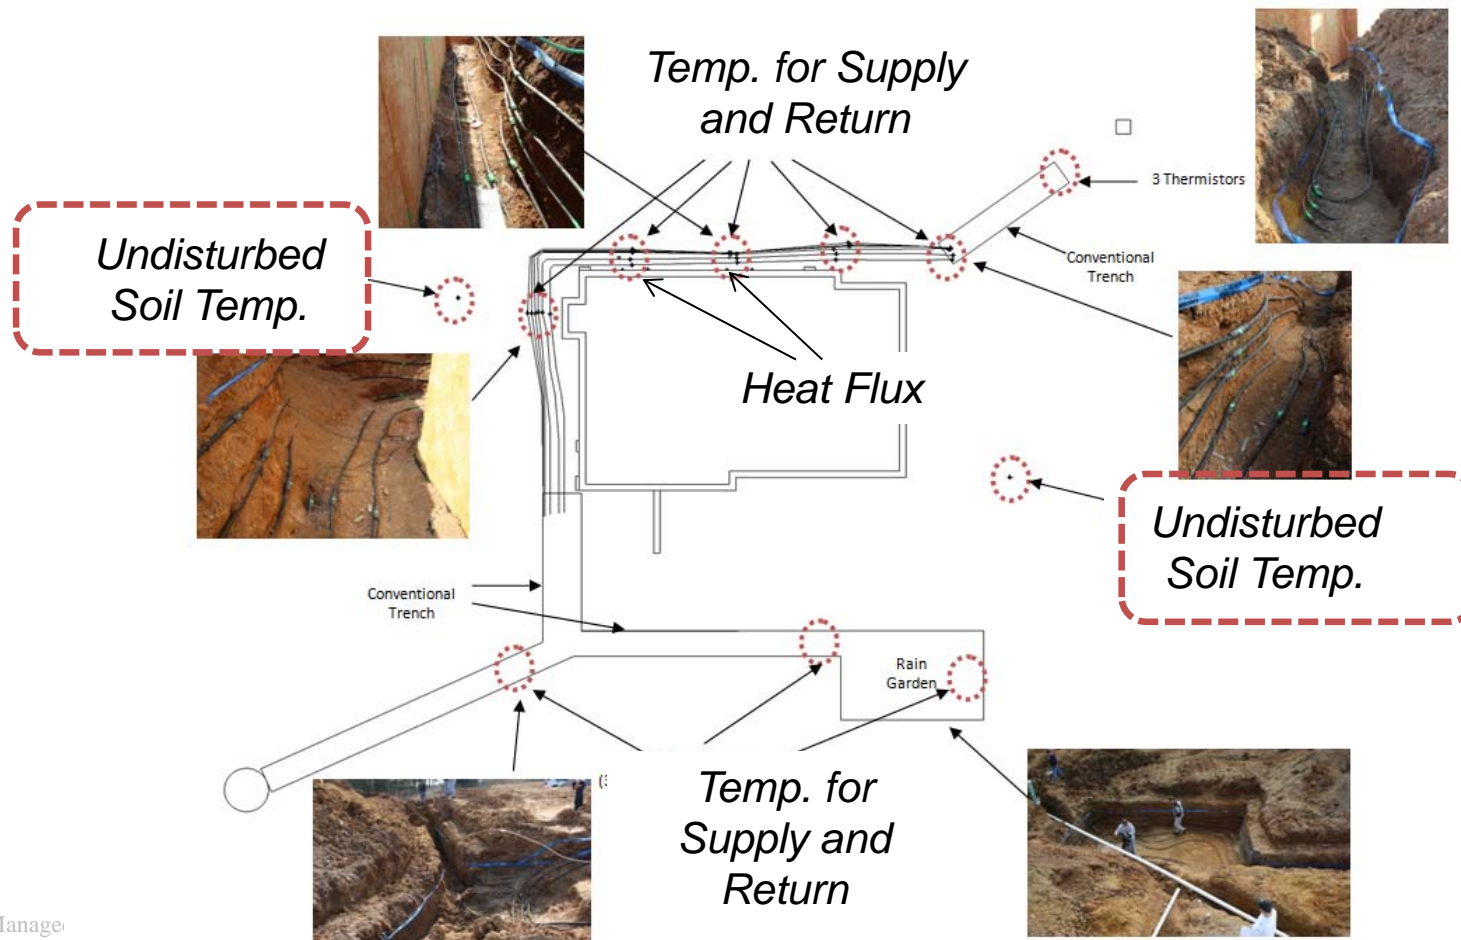 Temp. for Supply
and Return
3 Thermistors
Undisturbed
Soil Temp.
Conventional
Trench
Heat Flux
Undisturbed
Soil Temp.
Conventional
Trench
Rain
Garden
Temp. for
Supply and
Return